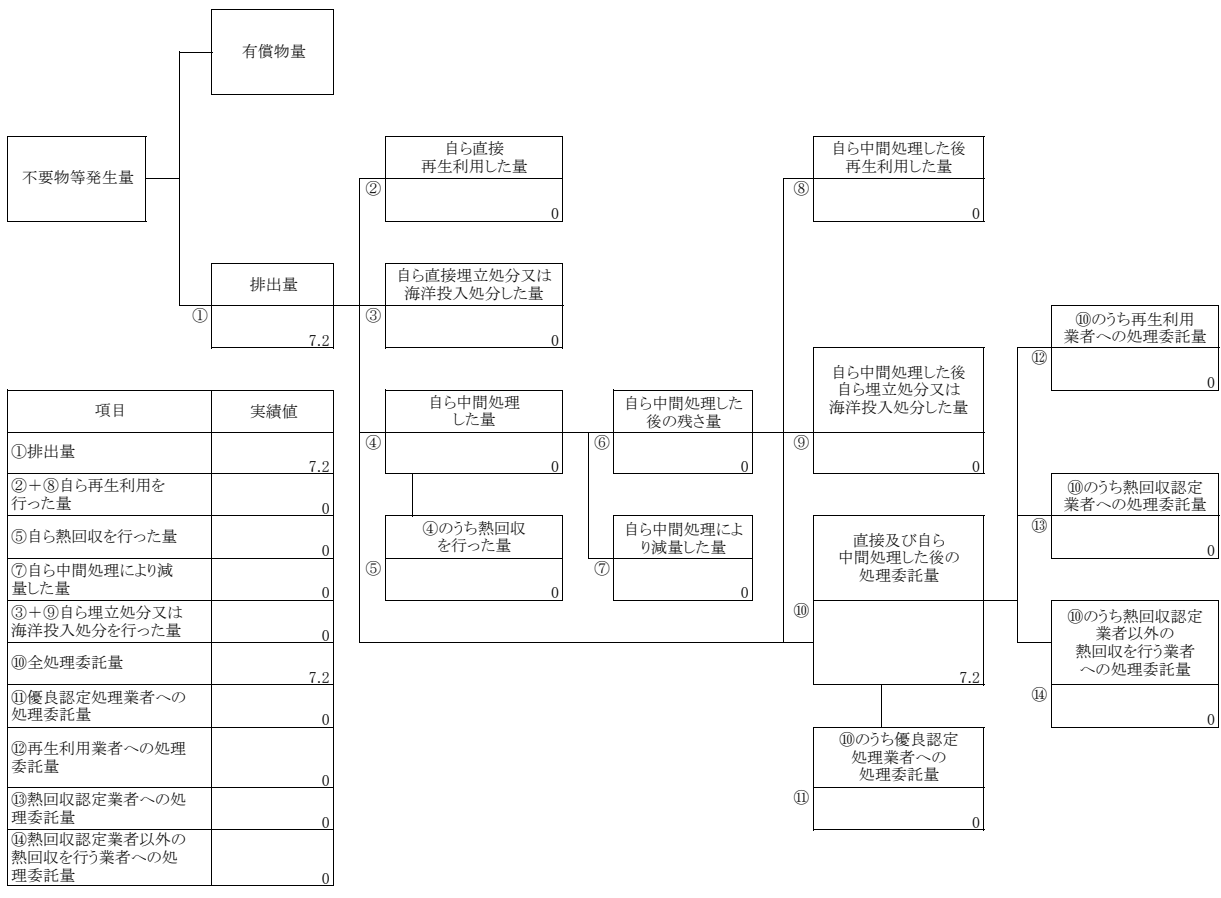 有償物量
不要物等発生量
自ら直接
再生利用した量
②
0
自ら中間処理した後
再生利用した量
⑧
0
排出量
①
7.2
自ら直接埋立処分又は
海洋投入処分した量
③
0
⑩のうち再生利用
業者への処理委託量
⑫
0
自ら中間処理
した量
④
0
自ら中間処理した
後の残さ量
⑥
0
自ら中間処理した後
自ら埋立処分又は
海洋投入処分した量
⑨
0
⑩のうち熱回収認定
業者への処理委託量
⑬
0
④のうち熱回収
を行った量
⑤
0
自ら中間処理によ
り減量した量
⑦
0
直接及び自ら
中間処理した後の
処理委託量
⑩
7.2
⑩のうち熱回収認定
業者以外の
熱回収を行う業者
への処理委託量
⑭
0
⑩のうち優良認定
処理業者への
処理委託量
⑪
0
項目 実績値
①排出量
7.2
②+⑧自ら再生利用を
行った量
0
⑤自ら熱回収を行った量
0
⑦自ら中間処理により減
量した量
0
③+⑨自ら埋立処分又は
海洋投入処分を行った量
0
⑩全処理委託量
7.2
⑪優良認定処理業者への
処理委託量
0
⑫再生利用業者への処理
委託量
0
⑬熱回収認定業者への処
理委託量
0
⑭熱回収認定業者以外の
熱回収を行う業者への処
理委託量
0